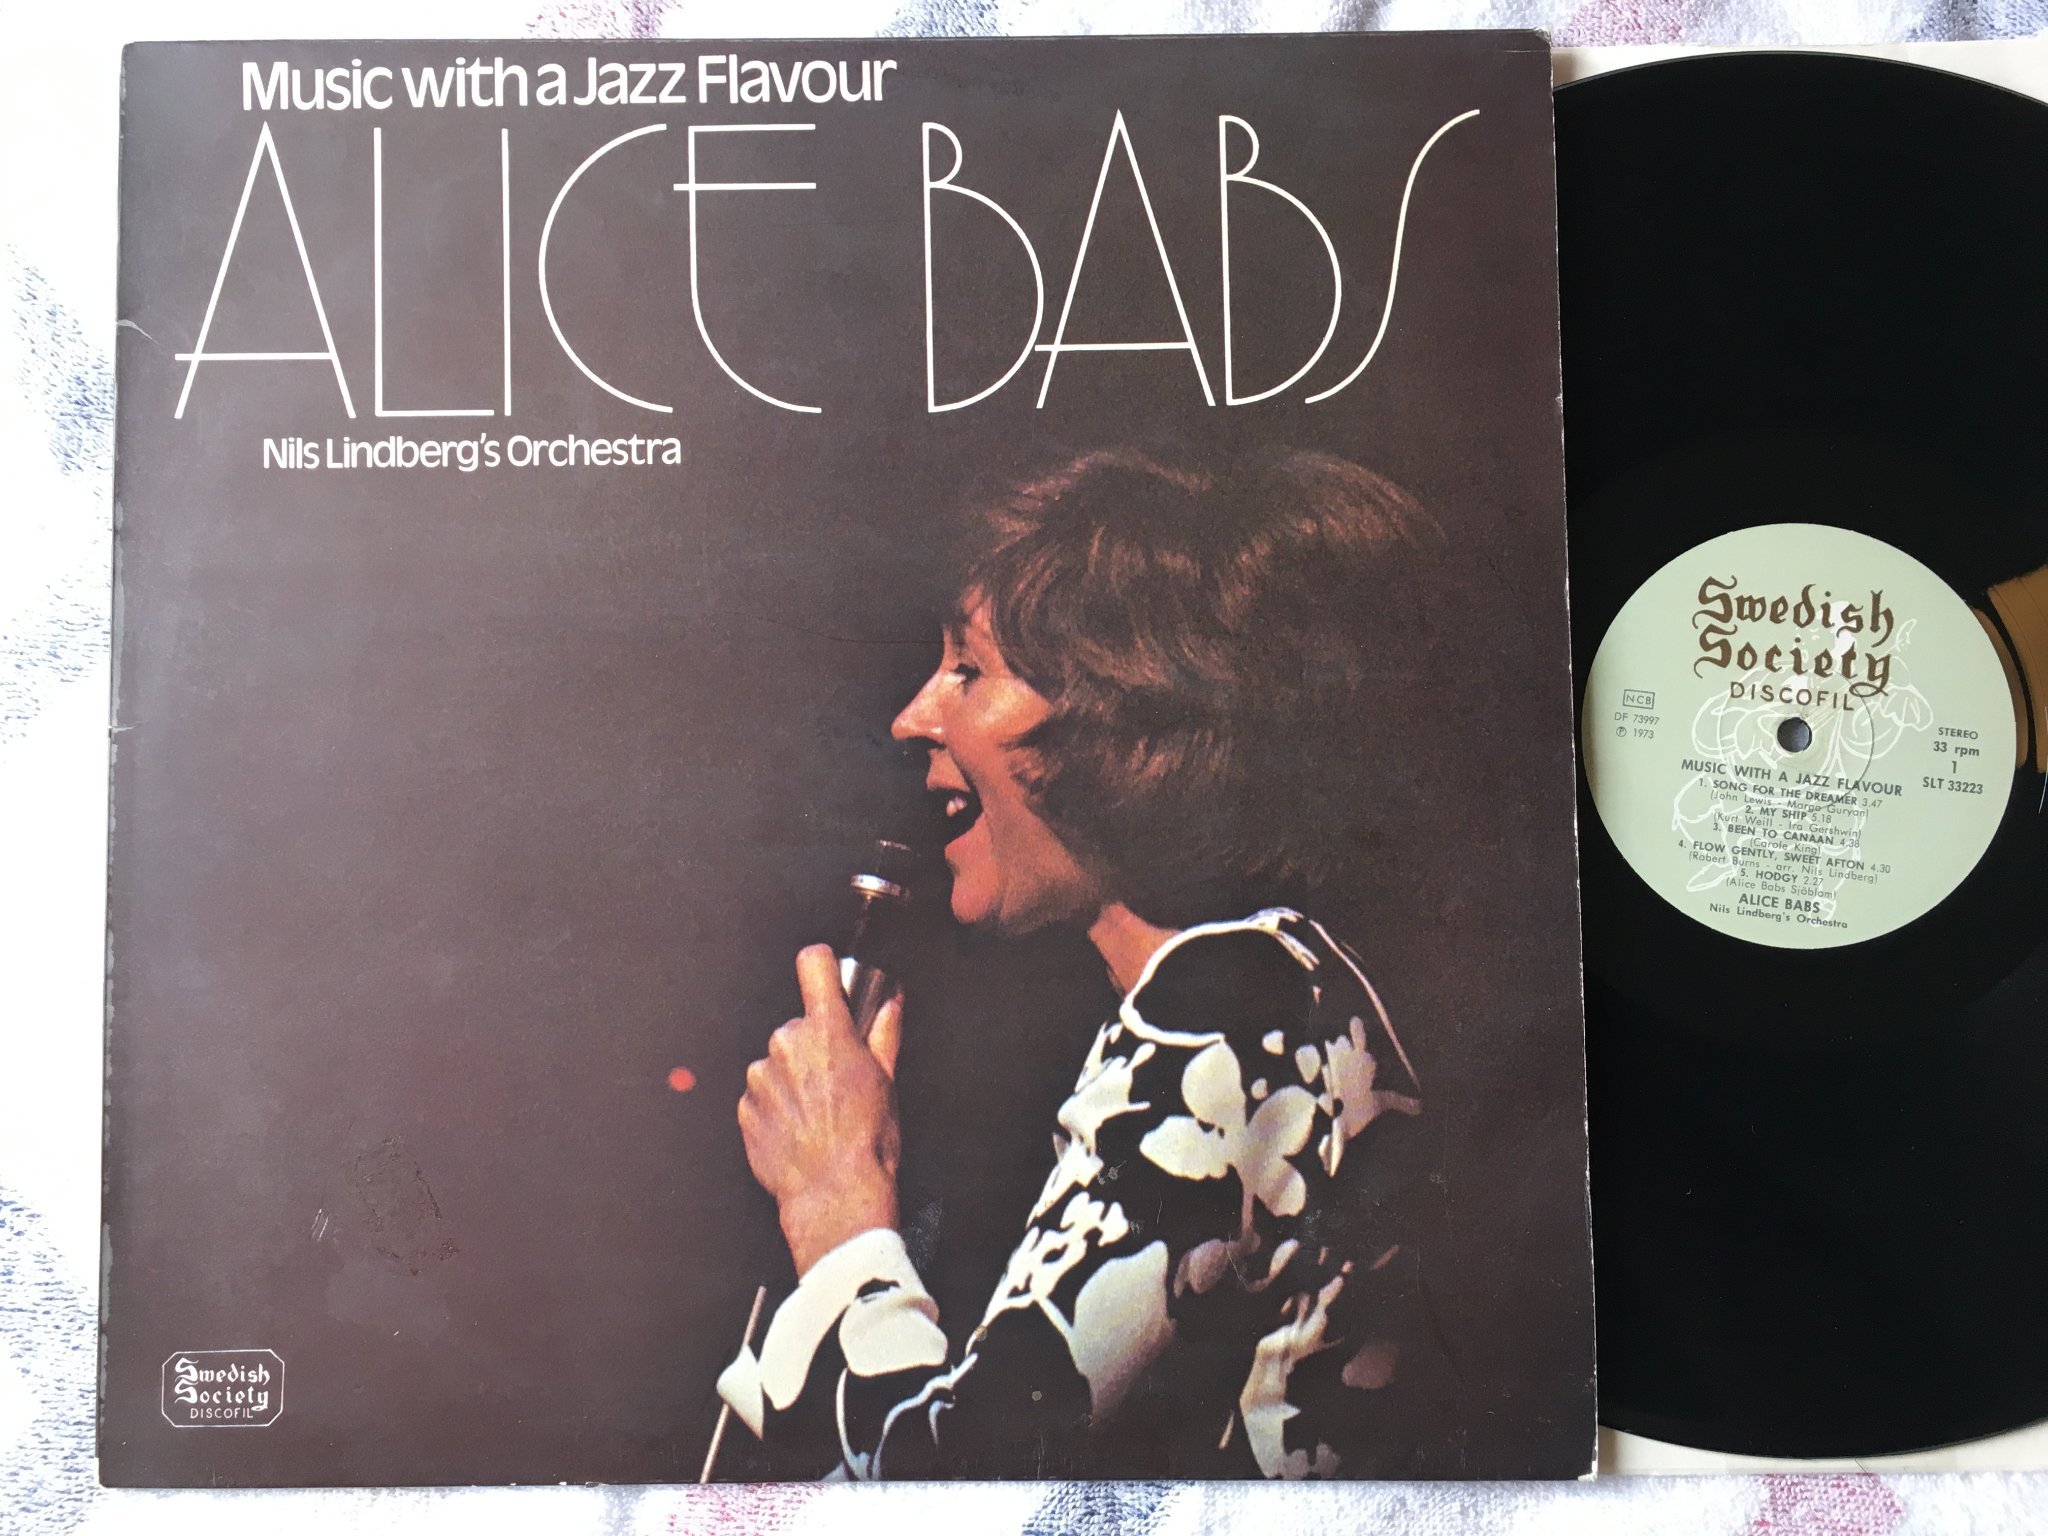 Music with a Jazz Flavour
ALICE BABS
Nils Lindberg's Orchestra
Swedish
Society
DISCOFIL
Swedish
Society
DISCOFIL
NCB
DF 73997
℗ 1973
STEREO
33 rpm
1
SLT 33223
MUSIC WITH A JAZZ FLAVOUR
1. SONG FOR THE DREAMER 3.47
(John Lewis - Margo Guryan)
2. MY SHIP 5.18
(Kurt Weill - Ira Gershwin)
3. BEEN TO CANAAN 4.38
(Carole King)
4. FLOW GENTLY, SWEET AFTON 4.30
(Robert Burns - arr. Nils Lindberg)
5. HODGY 2.27
(Alice Babs Sjöblom)
ALICE BABS
Nils Lindberg's Orchestra